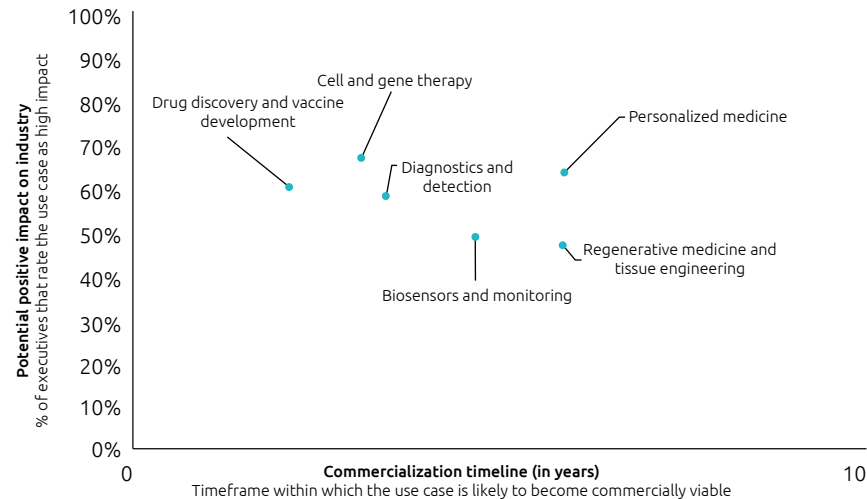 100%
90%
80%
70%
60%
50%
40%
30%
20%
10%
0%
Potential positive impact on industry
% of executives that rate the use case as high impact
Cell and gene therapy
Drug discovery and vaccine
development
Personalized medicine
Diagnostics and
detection
Regenerative medicine and
tissue engineering
Biosensors and monitoring
0
10
Commercialization timeline (in years)
Timeframe within which the use case is likely to become commercially viable